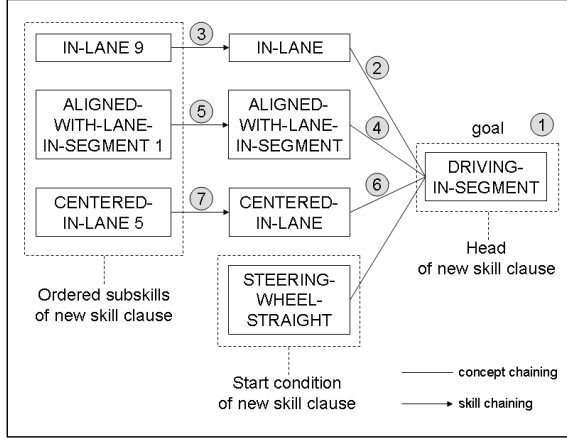 IN-LANE 9
3
IN-LANE
2
ALIGNED-
WITH-LANE-
IN-SEGMENT 1
5
ALIGNED-
WITH-LANE-
IN-SEGMENT
4
goal
1
DRIVING-
IN-SEGMENT
CENTERED-
IN-LANE 5
7
CENTERED-
IN-LANE
6
Head
of new skill clause
Ordered subskills
of new skill clause
STEERING-
WHEEL-
STRAIGHT
Start condition
of new skill clause
concept chaining
skill chaining